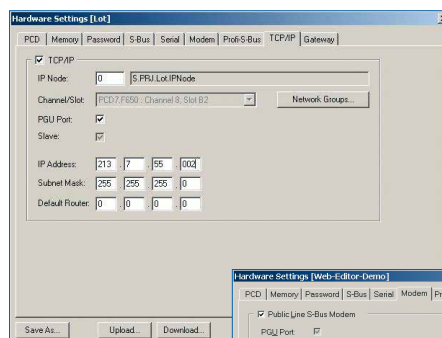 Hardware Settings [Lot]
PCD Memory Password S-Bus Serial Modem Profi-S-Bus TCP/IP Gateway
TCP/IP
IP Node: 0 S.PRJ.Lot.IPNode
Channel/Slot: PCD7.F650 : Channel 8, Slot B2 Network Groups...
PGU Port:
Slave:
IP Address: 213 . 7 . 55 . 002
Subnet Mask: 255 . 255 . 255 . 0
Default Router: 0 . 0 . 0 . 0
Hardware Settings [Web-Editor-Demo]
PCD Memory Password S-Bus Serial Modem Pr
Public Line S-Bus Modem
PGU Port
Save As... Upload... Download...